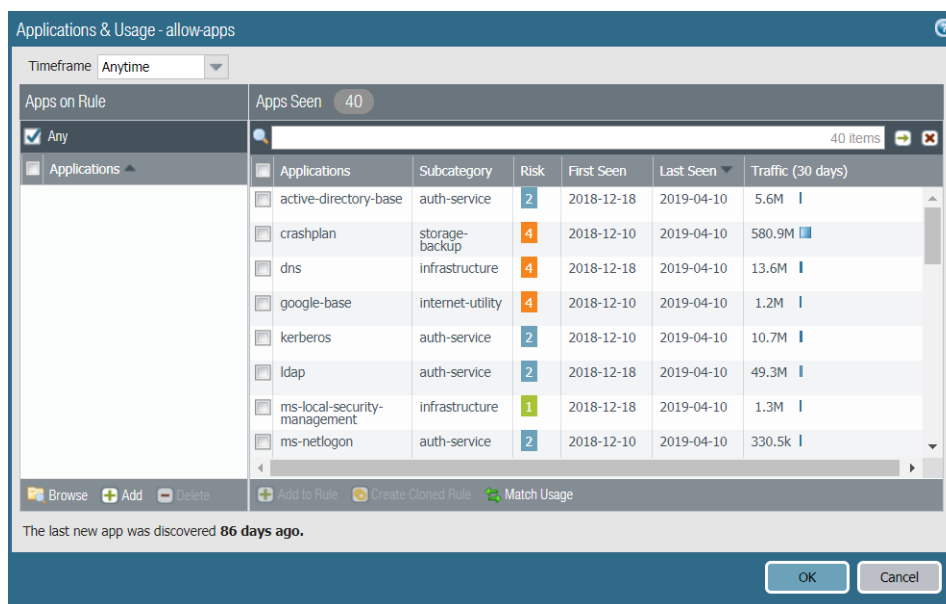 Applications & Usage - allow-apps
Timeframe Anytime
Apps on Rule
Any
Applications
Browse Add Delete
Apps Seen 40
40 items
Applications Subcategory Risk First Seen Last Seen Traffic (30 days)
active-directory-base auth-service 2 2018-12-18 2019-04-10 5.6M
crashplan storage-backup 4 2018-12-10 2019-04-10 580.9M
dns infrastructure 4 2018-12-18 2019-04-10 13.6M
google-base internet-utility 4 2018-12-10 2019-04-10 1.2M
kerberos auth-service 2 2018-12-18 2019-04-10 10.7M
ldap auth-service 2 2018-12-18 2019-04-10 49.3M
ms-local-security-management infrastructure 1 2018-12-18 2019-04-10 1.3M
ms-netlogon auth-service 2 2018-12-10 2019-04-10 330.5k
Add to Rule Create Cloned Rule Match Usage
The last new app was discovered 86 days ago.
OK Cancel